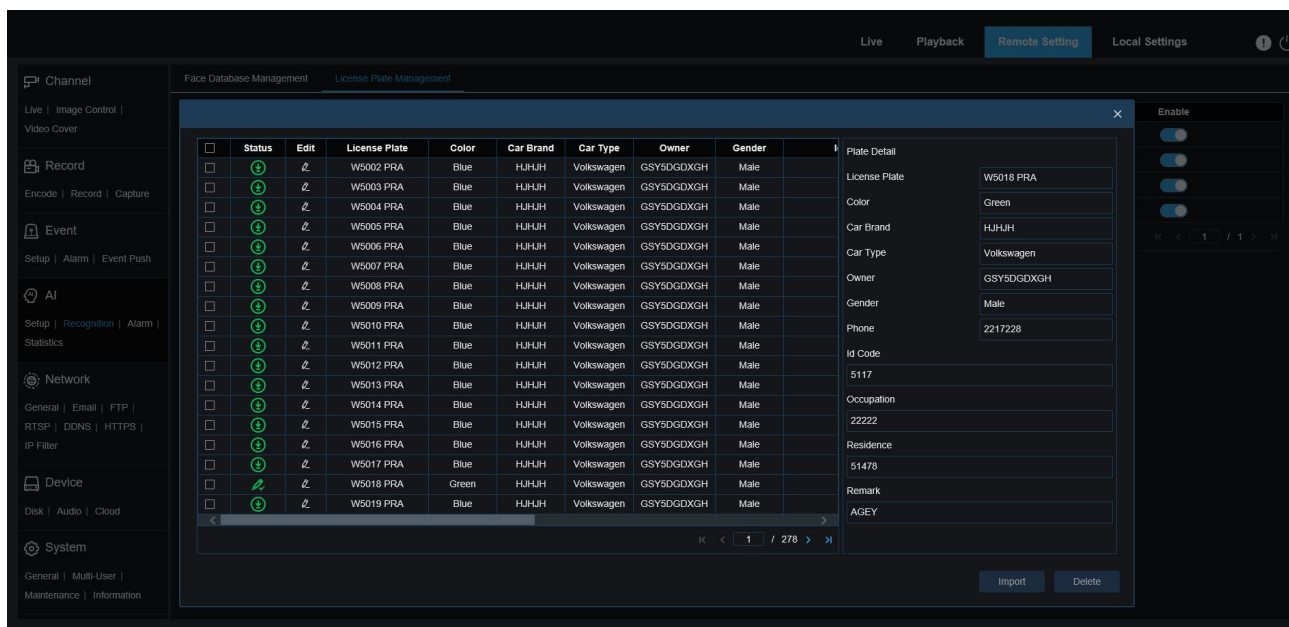 Live Playback Remote Setting Local Settings
Channel
Live | Image Control |
Video Cover
Record
Encode | Record | Capture
Event
Setup | Alarm | Event Push
AI
Setup | Recognition | Alarm |
Statistics
Network
General | Email | FTP |
RTSP | DDNS | HTTPS |
IP Filter
Device
Disk | Audio | Cloud
System
General | Multi-User |
Maintenance | Information
Face Database Management License Plate Management
Status Edit License Plate Color Car Brand Car Type Owner Gender
W5002 PRA Blue HJHJH Volkswagen GSY5DGDXGH Male
W5003 PRA Blue HJHJH Volkswagen GSY5DGDXGH Male
W5004 PRA Blue HJHJH Volkswagen GSY5DGDXGH Male
W5005 PRA Blue HJHJH Volkswagen GSY5DGDXGH Male
W5006 PRA Blue HJHJH Volkswagen GSY5DGDXGH Male
W5007 PRA Blue HJHJH Volkswagen GSY5DGDXGH Male
W5008 PRA Blue HJHJH Volkswagen GSY5DGDXGH Male
W5009 PRA Blue HJHJH Volkswagen GSY5DGDXGH Male
W5010 PRA Blue HJHJH Volkswagen GSY5DGDXGH Male
W5011 PRA Blue HJHJH Volkswagen GSY5DGDXGH Male
W5012 PRA Blue HJHJH Volkswagen GSY5DGDXGH Male
W5013 PRA Blue HJHJH Volkswagen GSY5DGDXGH Male
W5014 PRA Blue HJHJH Volkswagen GSY5DGDXGH Male
W5015 PRA Blue HJHJH Volkswagen GSY5DGDXGH Male
W5016 PRA Blue HJHJH Volkswagen GSY5DGDXGH Male
W5017 PRA Blue HJHJH Volkswagen GSY5DGDXGH Male
W5018 PRA Green HJHJH Volkswagen GSY5DGDXGH Male
W5019 PRA Blue HJHJH Volkswagen GSY5DGDXGH Male
1 / 278
Plate Detail
License Plate W5018 PRA
Color Green
Car Brand HJHJH
Car Type Volkswagen
Owner GSY5DGDXGH
Gender Male
Phone 2217228
Id Code
5117
Occupation
22222
Residence
51478
Remark
AGEY
Import Delete
Enable
1 / 1